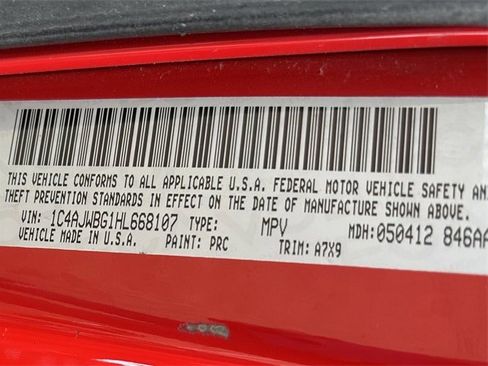 THIS VEHICLE CONFORMS TO ALL APPLICABLE U.S.A. FEDERAL MOTOR VEHICLE SAFETY AN
THEFT PREVENTION STANDARDS IN EFFECT ON THE DATE OF MANUFACTURE SHOWN ABOVE.
VIN: 1C4AJWBG1HL668107 TYPE: MPV MDH: 050412 846AA
VEHICLE MADE IN U.S.A. PAINT: PRC TRIM: A7X9